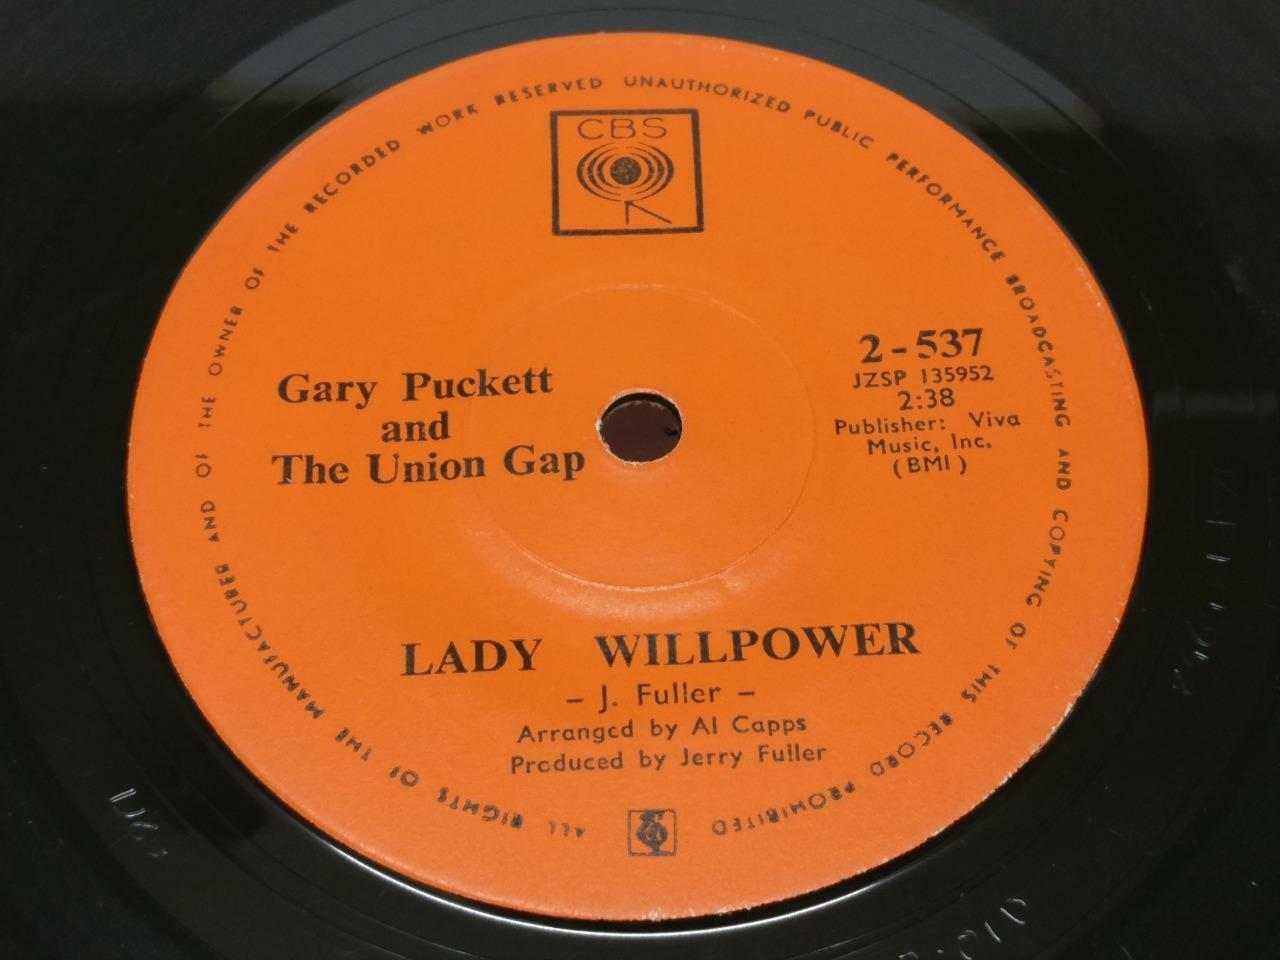 ALL RIGHTS OF THE MANUFACTURER AND OF THE OWNER OF THE RECORDED WORK RESERVED UNAUTHORIZED PUBLIC PERFORMANCE BROADCASTING AND COPYING OF THIS RECORD PROHIBITED
CBS
2-537
JZSP 135952
2:38
Publisher: Viva
Music, Inc.
(BMI)
Gary Puckett
and
The Union Gap
LADY WILLPOWER
– J. Fuller –
Arranged by Al Capps
Produced by Jerry Fuller